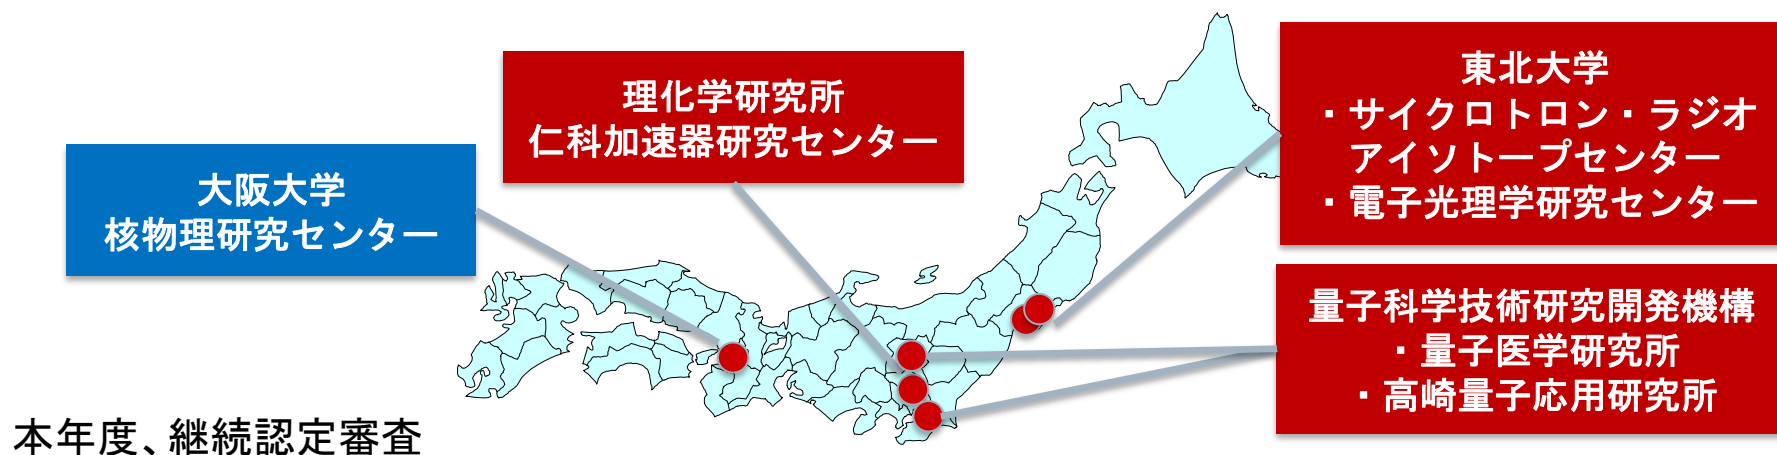 大阪大学
核物理研究センター
理化学研究所
仁科加速器研究センター
東北大学
・サイクロトロン・ラジオ
アイソトープセンター
・電子光理学研究センター
量子科学技術研究開発機構
・量子医学研究所
・高崎量子応用研究所
本年度、継続認定審査